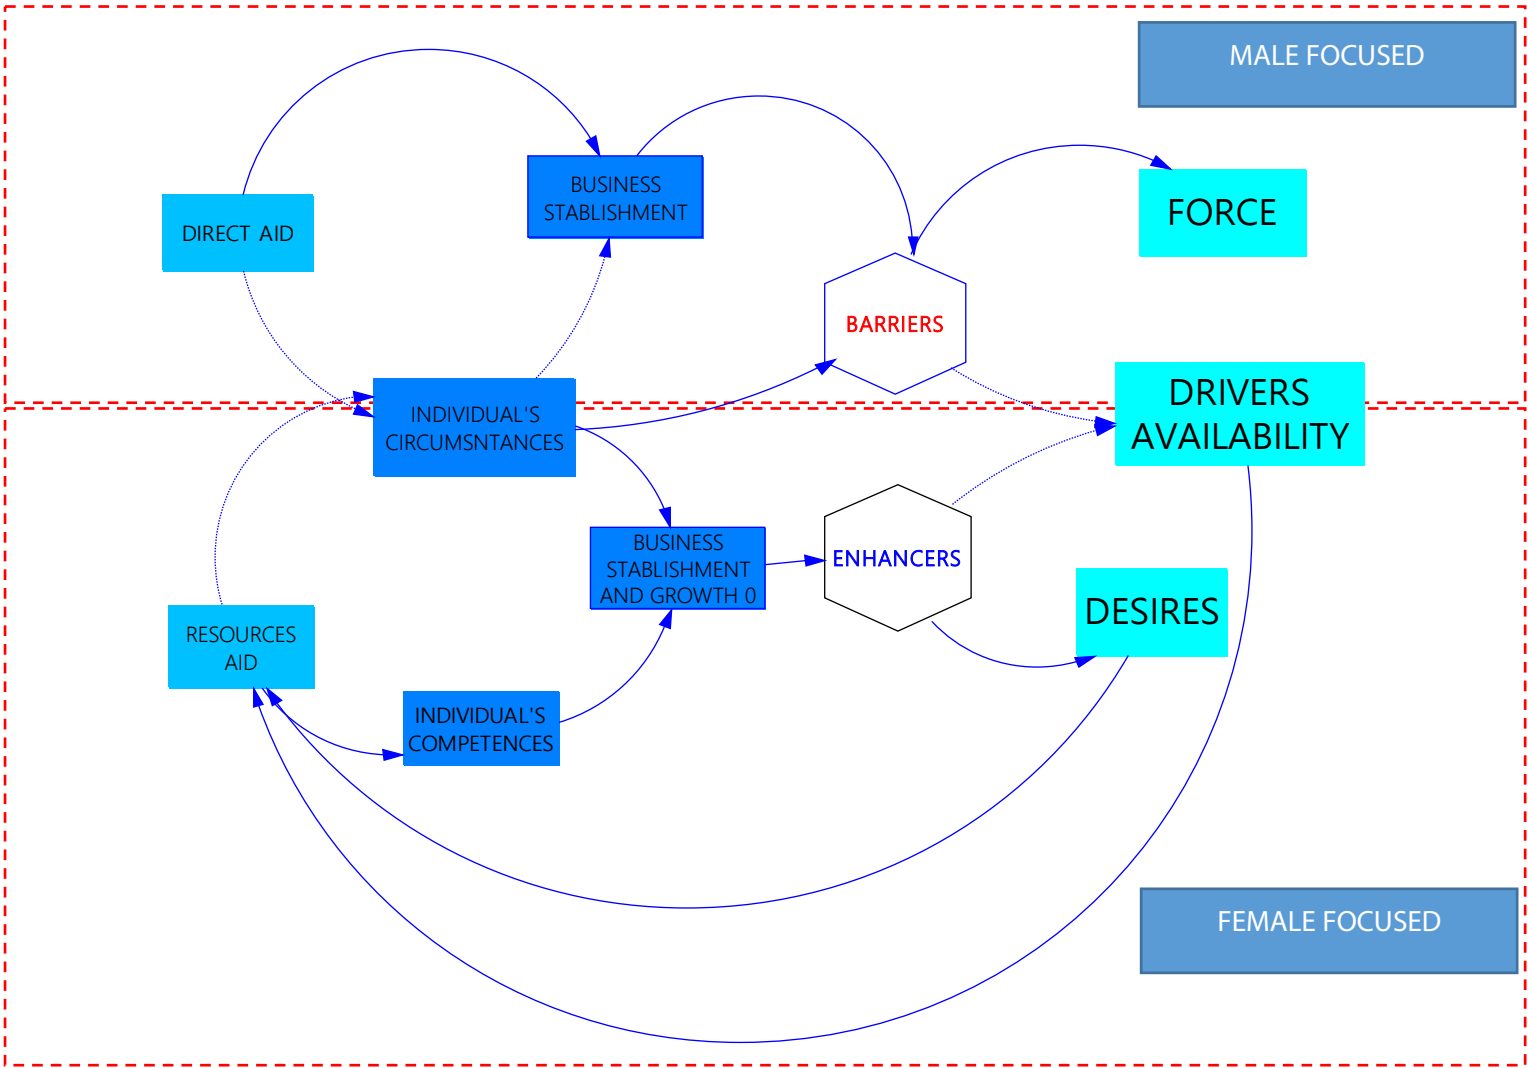 MALE FOCUSED
BUSINESS
STABLISHMENT
DIRECT AID
FORCE
BARRIERS
INDIVIDUAL'S
CIRCUMSNTANCES
DRIVERS
AVAILABILITY
BUSINESS
STABLISHMENT
AND GROWTH 0
ENHANCERS
DESIRES
RESOURCES
AID
INDIVIDUAL'S
COMPETENCES
FEMALE FOCUSED